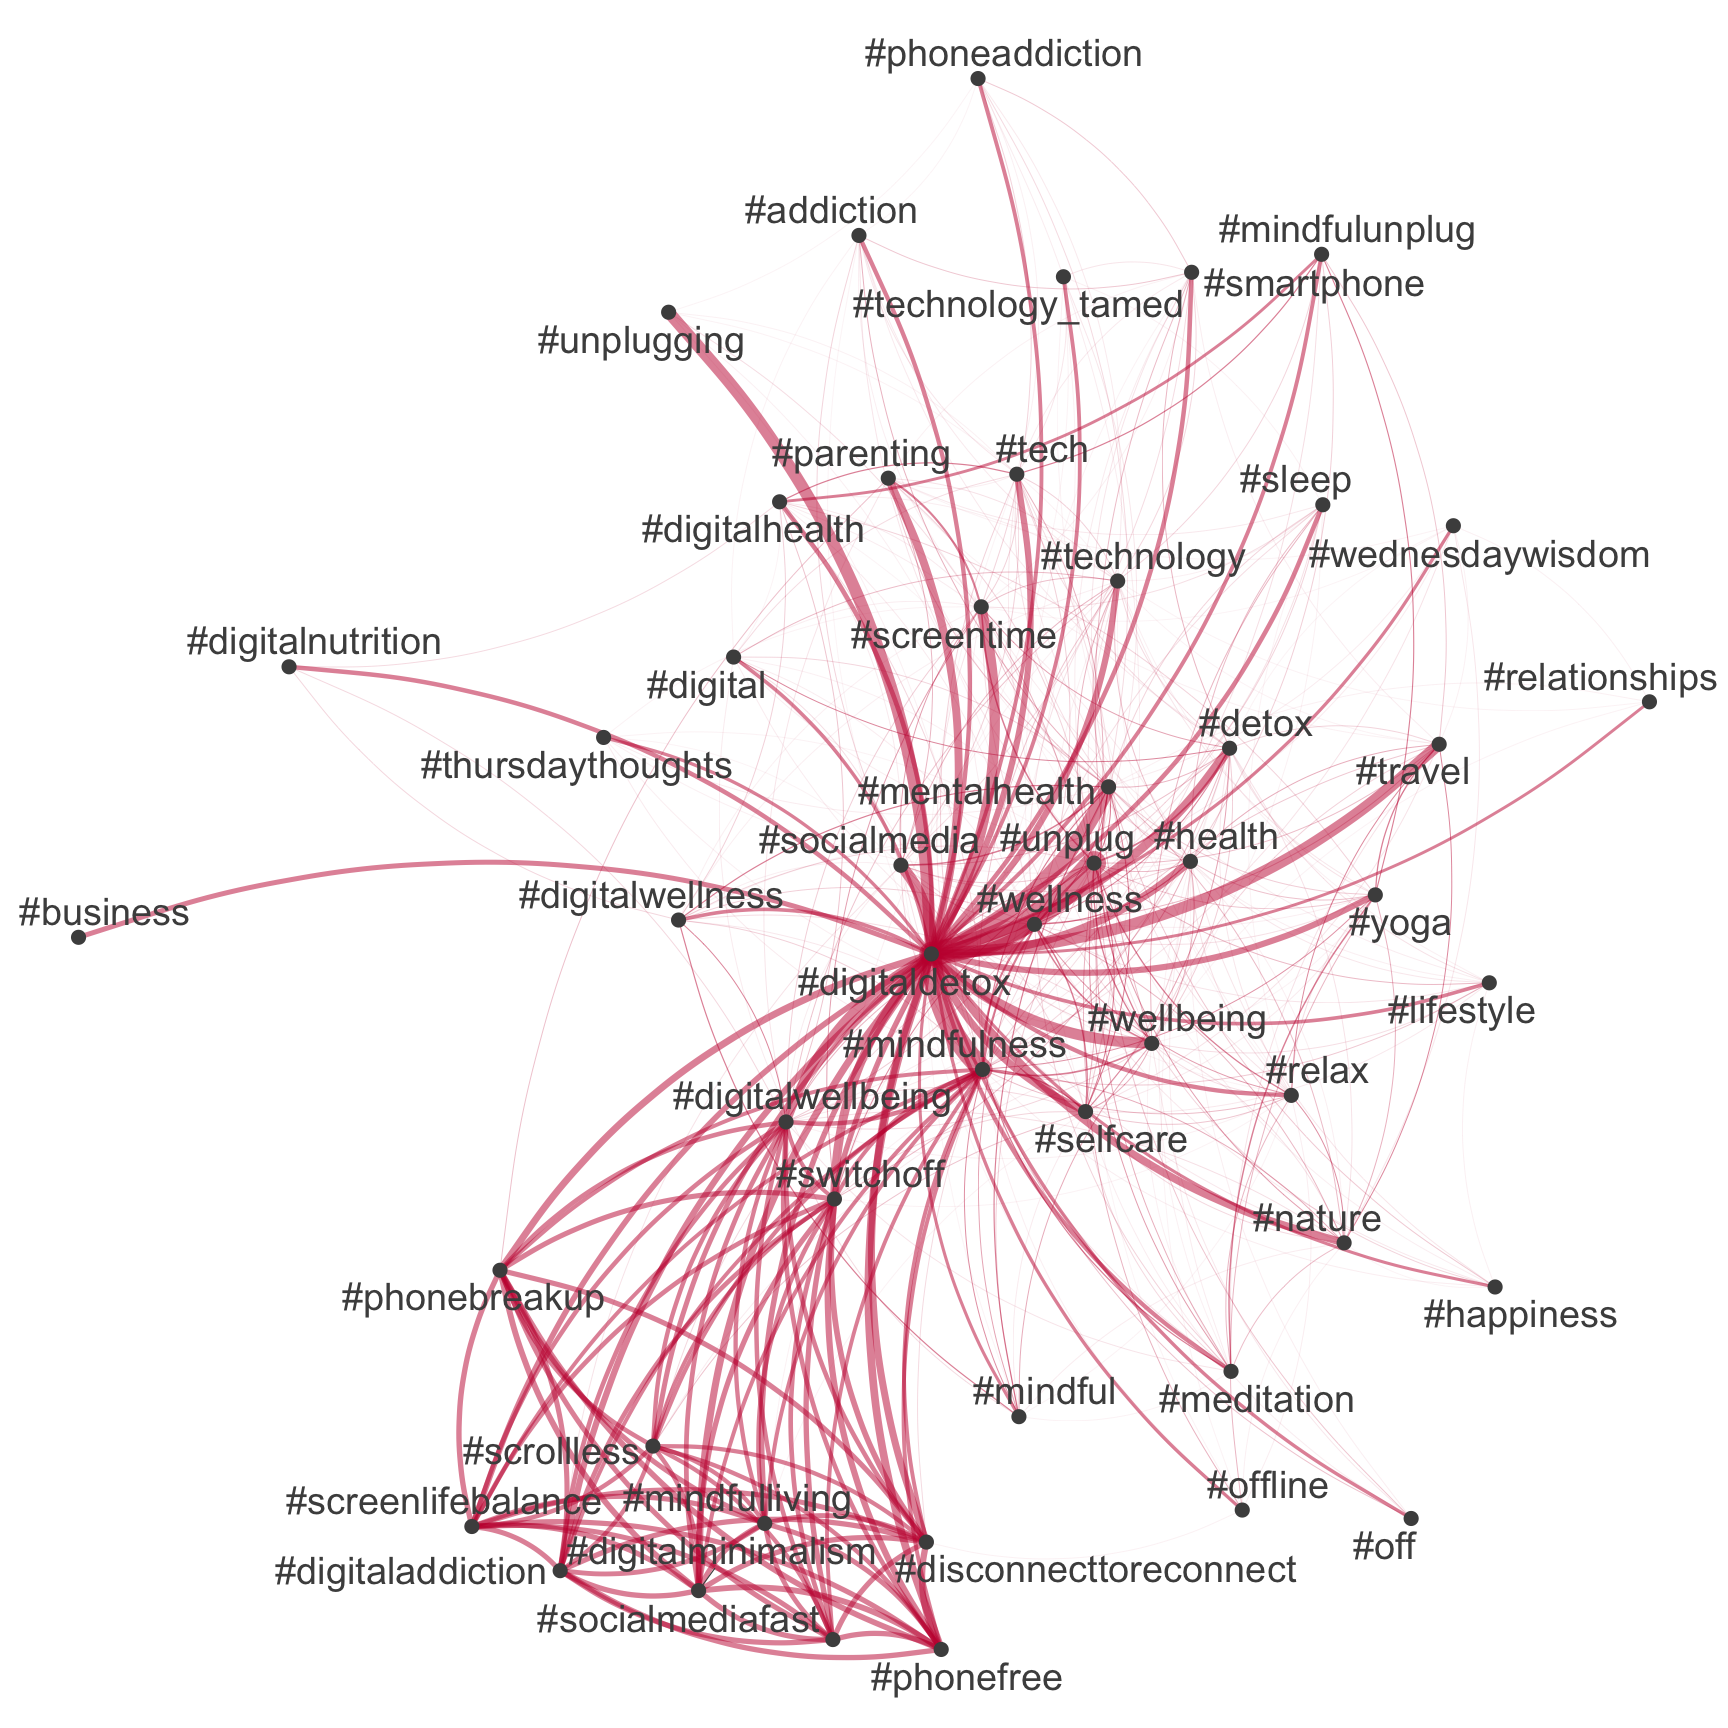 #phoneaddiction
#addiction
#mindfulunplug
#smartphone
#technology_tamed
#unplugging
#parenting
#tech
#sleep
#digitalhealth
#technology
#wednesdaywisdom
#screentime
#digitalnutrition
#digital
#relationships
#detox
#thursdaythoughts
#travel
#mentalhealth
#socialmedia
#unplug
#health
#digitalwellness
#wellness
#business
#yoga
#digitaldetox
#lifestyle
#wellbeing
#mindfulness
#relax
#digitalwellbeing
#selfcare
#switchoff
#nature
#phonebreakup
#happiness
#mindful
#meditation
#scrollless
#offline
#screenlifebalance
#mindfulliving
#off
#digitalminimalism
#digitaladdiction
#disconnecttoreconnect
#socialmediafast
#phonefree